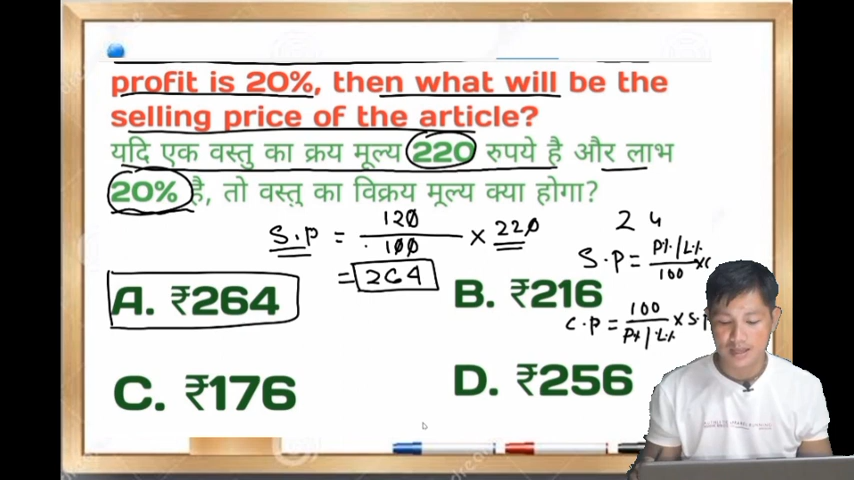 profit is 20%, then what will be the
selling price of the article?
यदि एक वस्तु का क्रय मूल्य 220 रुपये है और लाभ
20% है, तो वस्तु का विक्रय मूल्य क्या होगा?
S.P = 120/100 × 220
= 264
24
S.P = P%/L%/100 ×C
C.P = 100/P%/L% × S.P
A. ₹264
B. ₹216
C. ₹176
D. ₹256